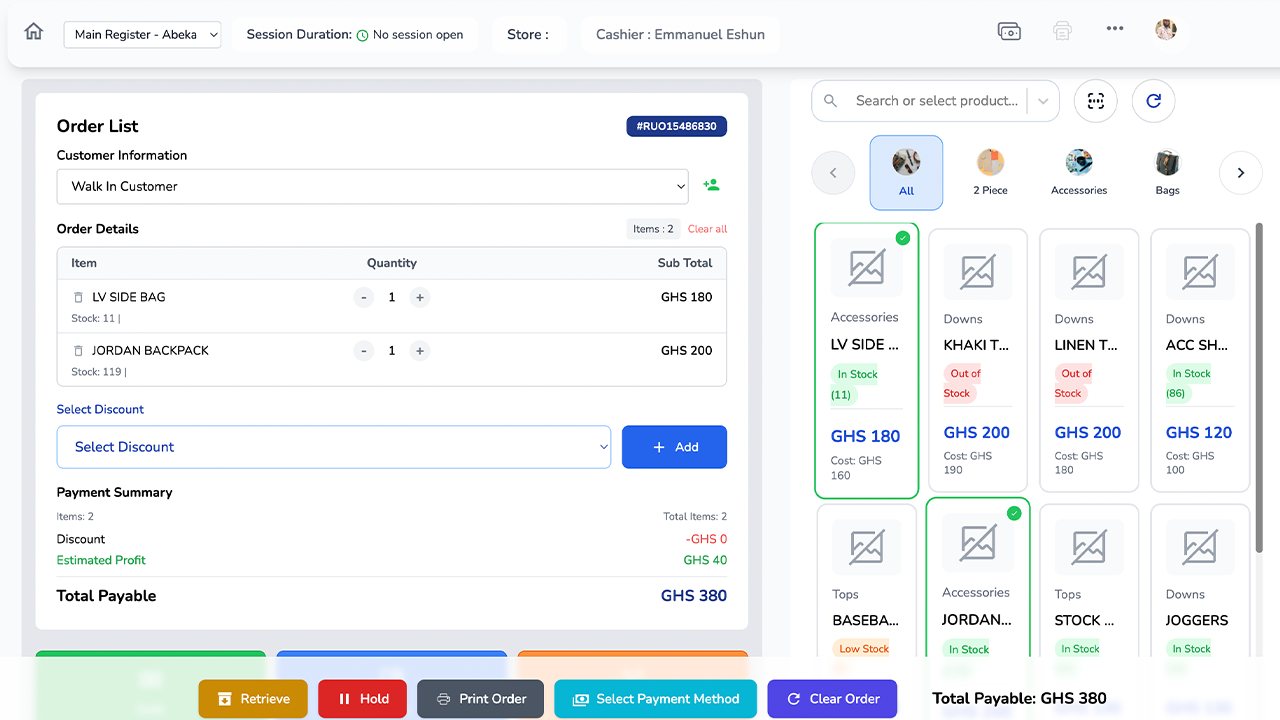 Main Register - Abeka
Session Duration: No session open
Store :
Cashier : Emmanuel Eshun
Order List
#RUO15486830
Customer Information
Walk In Customer
Order Details
Items : 2
Clear all
Item Quantity Sub Total
LV SIDE BAG - 1 + GHS 180
Stock: 11 |
JORDAN BACKPACK - 1 + GHS 200
Stock: 119 |
Select Discount
Select Discount
+ Add
Payment Summary
Items: 2 Total Items: 2
Discount -GHS 0
Estimated Profit GHS 40
Total Payable GHS 380
Search or select product...
All
2 Piece
Accessories
Bags
Accessories
LV SIDE ...
In Stock
(11)
GHS 180
Cost: GHS
160
Downs
KHAKI T...
Out of
Stock
GHS 200
Cost: GHS
190
Downs
LINEN T...
Out of
Stock
GHS 200
Cost: GHS
180
Downs
ACC SH...
In Stock
(86)
GHS 120
Cost: GHS
100
Tops
BASEBA...
Low Stock
Accessories
JORDAN...
In Stock
Tops
STOCK ...
In Stock
Downs
JOGGERS
In Stock
Retrieve
Hold
Print Order
Select Payment Method
Clear Order
Total Payable: GHS 380